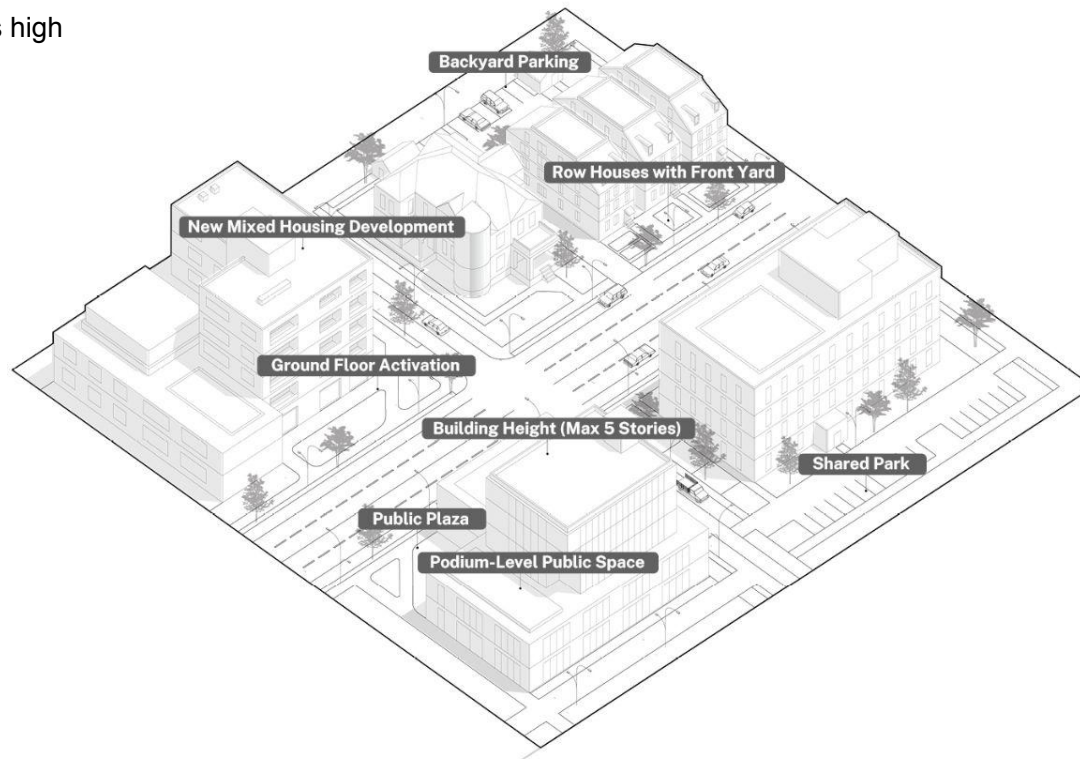 s high
Backyard Parking
Row Houses with Front Yard
New Mixed Housing Development
Ground Floor Activation
Building Height (Max 5 Stories)
Shared Park
Public Plaza
Podium-Level Public Space